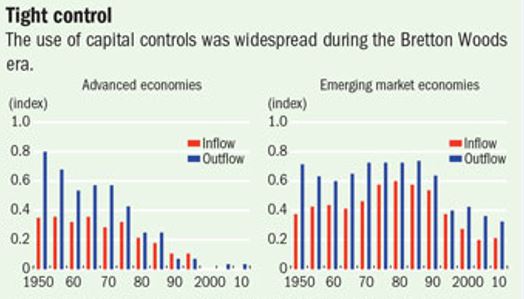 Tight control
The use of capital controls was widespread during the Bretton Woods
era.
Advanced economies
(index)
1.0
0.8
0.6
0.4
0.2
0
Inflow
Outflow
1950 60 70 80 90 2000 10
Emerging market economies
(index)
1.0
0.8
0.6
0.4
0.2
0
Inflow
Outflow
1950 60 70 80 90 2000 10